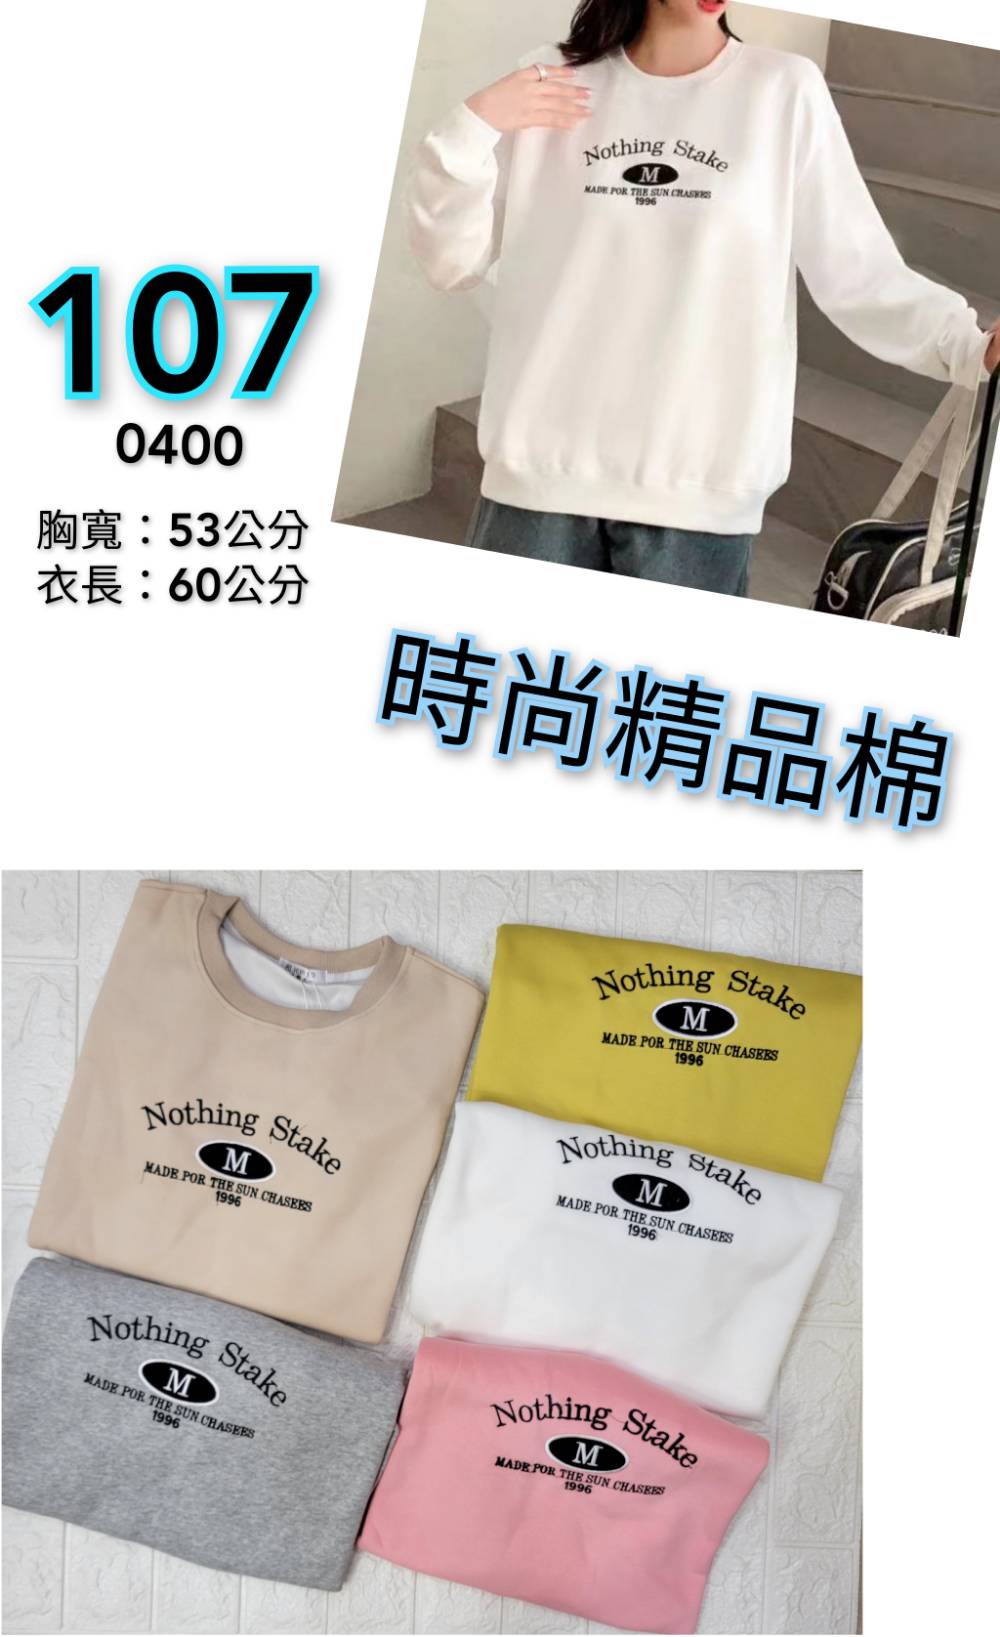 Nothing Stake
M
MADE POR THE SUN CHASEES
1996
107
0400
胸寬：53公分
衣長：60公分
時尚精品棉
Nothing Stake
M
MADE POR THE SUN CHASEES
1996
Nothing Stake
M
MADE POR THE SUN CHASEES
1996
Nothing Stake
M
MADE POR THE SUN CHASEES
1996
Nothing Stake
M
MADE POR THE SUN CHASEES
1996
Nothing Stake
M
MADE POR THE SUN CHASEES
1996